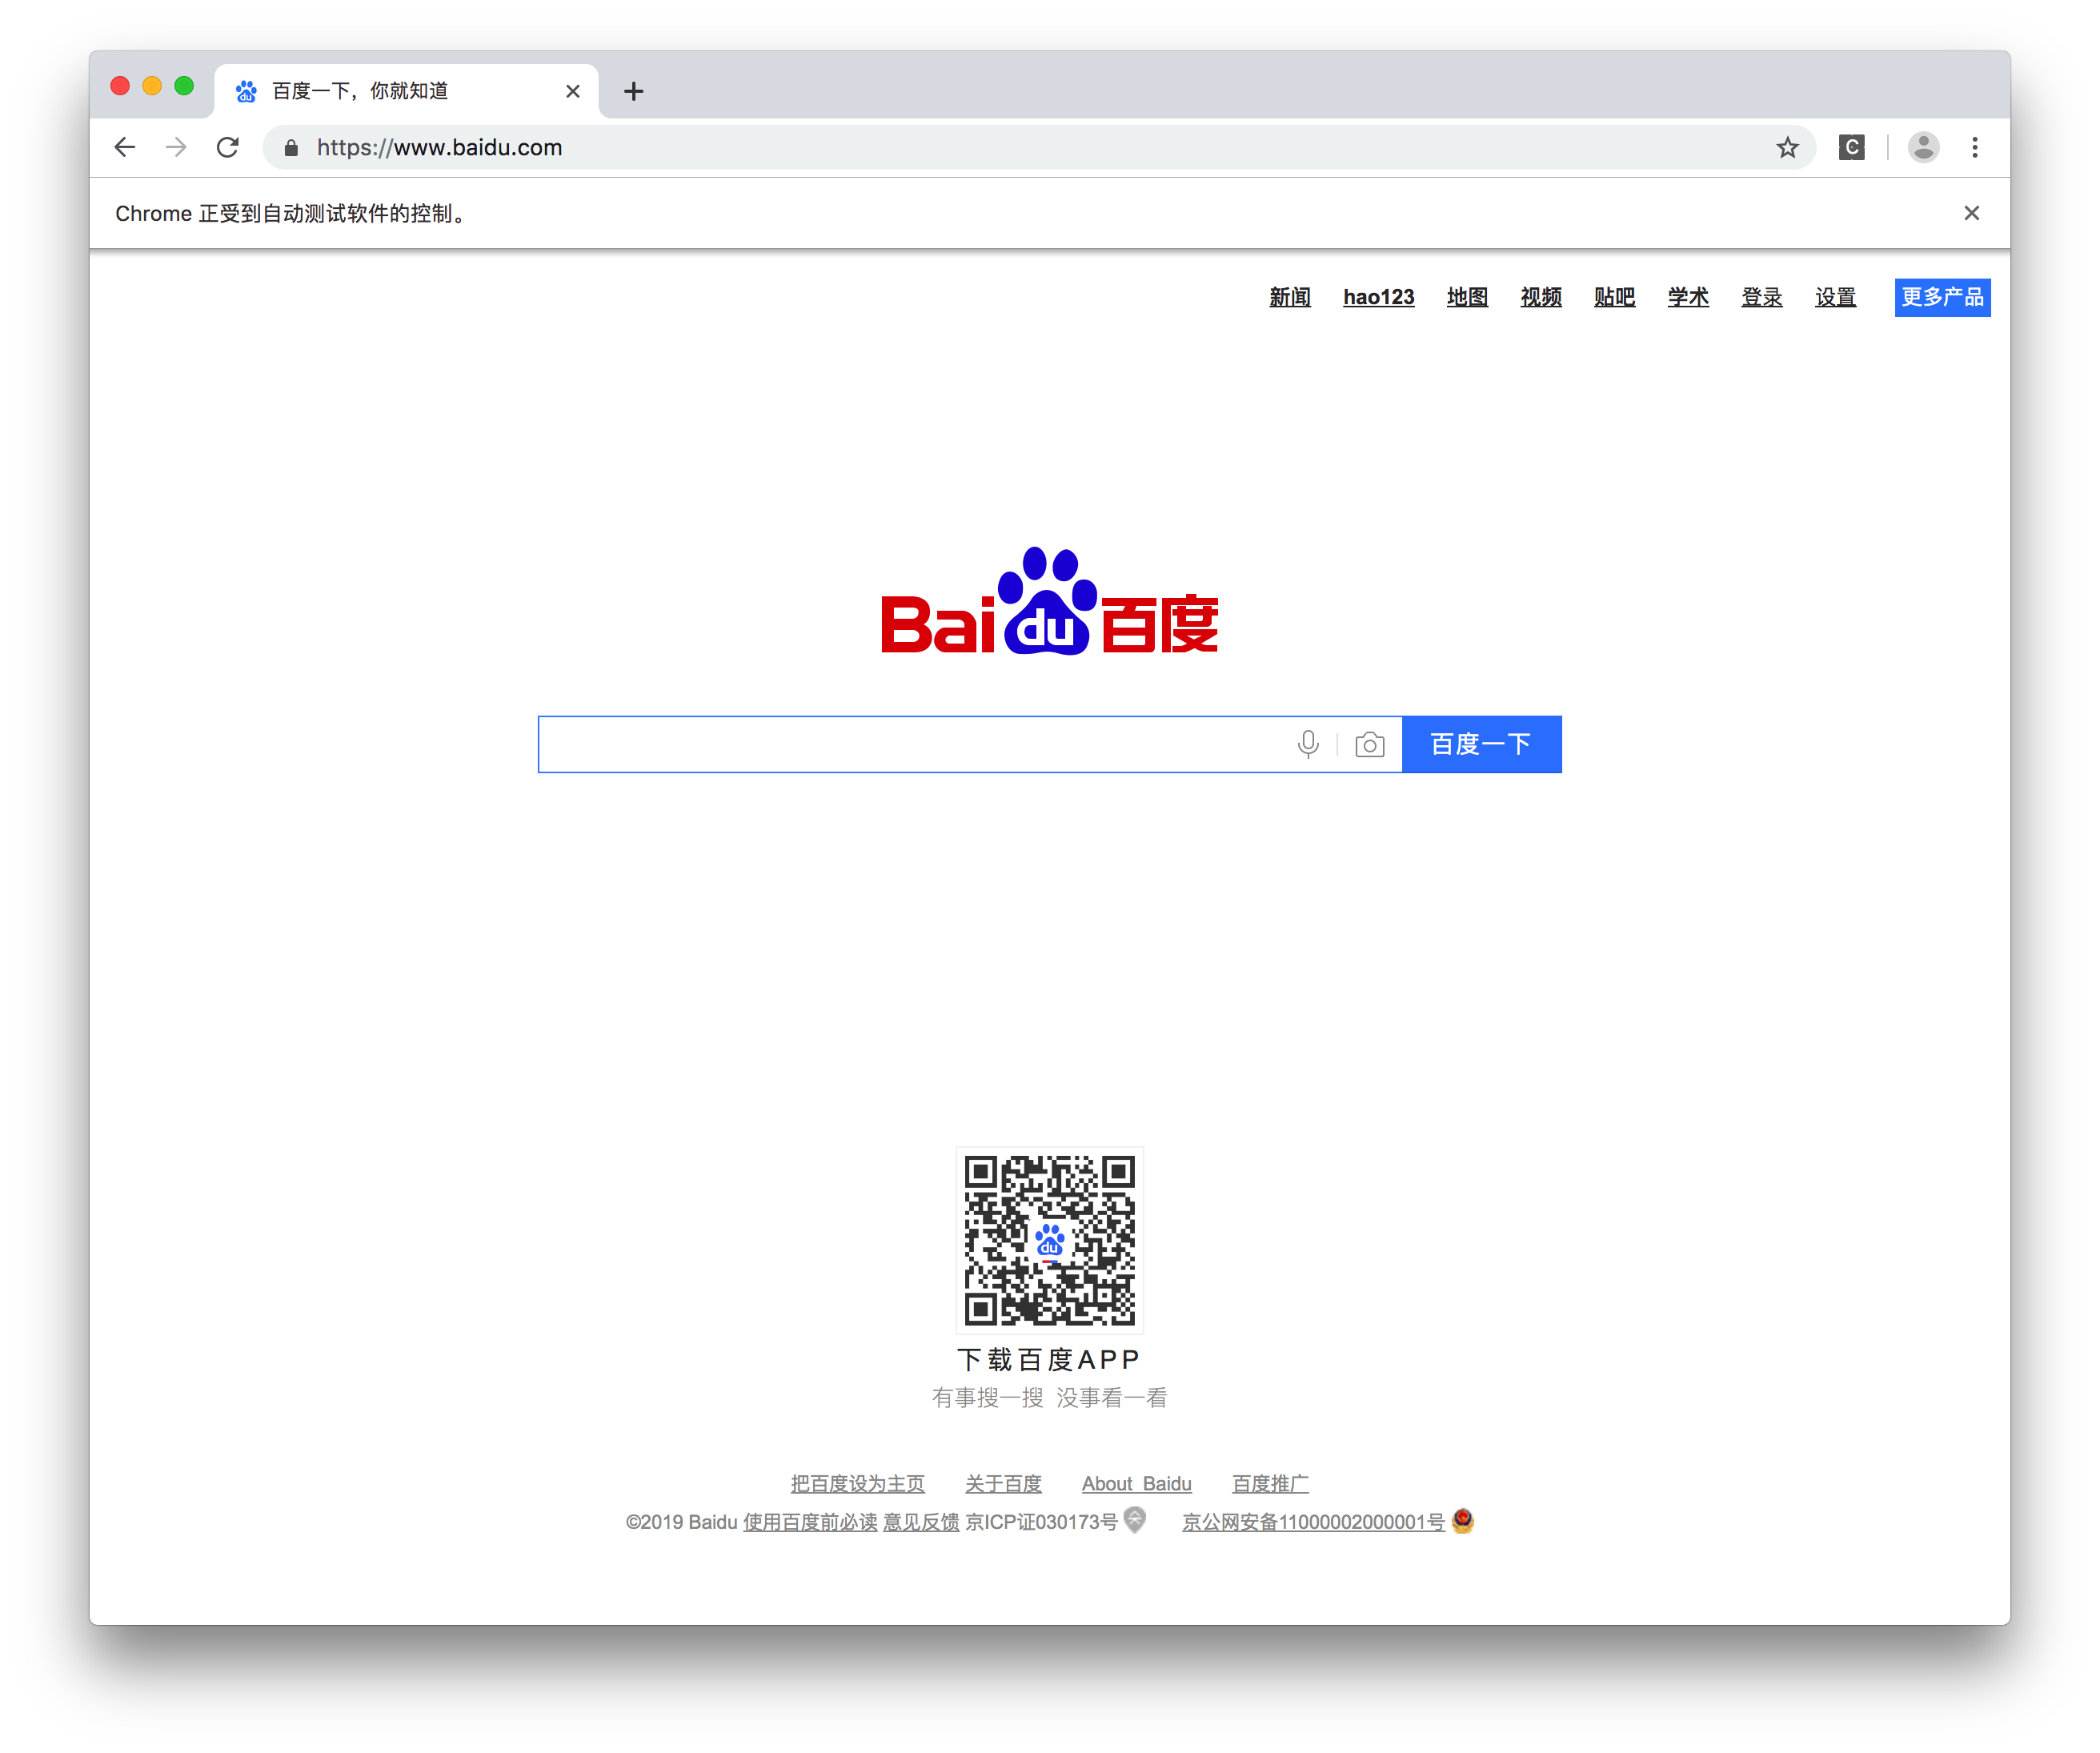 百度一下，你就知道
https://www.baidu.com
C
Chrome 正受到自动测试软件的控制。
新闻 hao123 地图 视频 贴吧 学术 登录 设置 更多产品
Bai du 百度
百度一下
du
下载百度APP
有事搜一搜 没事看一看
把百度设为主页 关于百度 About Baidu 百度推广
©2019 Baidu 使用百度前必读 意见反馈 京ICP证030173号 京公网安备11000002000001号